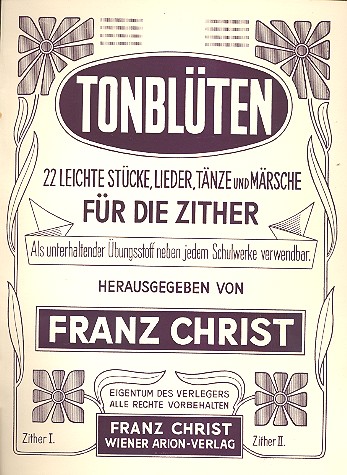 TONBLÜTEN
22 LEICHTE STÜCKE, LIEDER, TÄNZE UND MÄRSCHE
FÜR DIE ZITHER
Als unterhaltender Übungsstoff neben jedem Schulwerke verwendbar.
HERAUSGEGEBEN VON
FRANZ CHRIST
EIGENTUM DES VERLEGERS
ALLE RECHTE VORBEHALTEN
FRANZ CHRIST
WIENER ARION-VERLAG
Zither I.
Zither II.